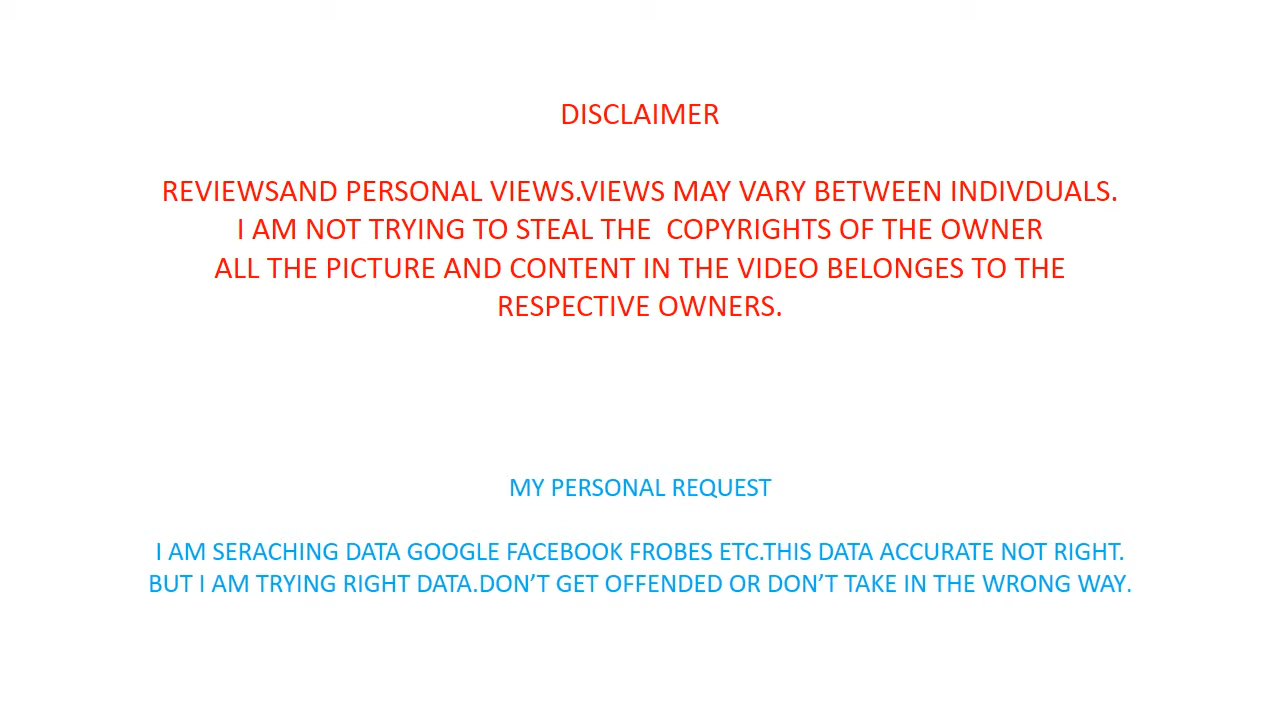 DISCLAIMER
REVIEWSAND PERSONAL VIEWS.VIEWS MAY VARY BETWEEN INDIVDUALS.
I AM NOT TRYING TO STEAL THE  COPYRIGHTS OF THE OWNER
ALL THE PICTURE AND CONTENT IN THE VIDEO BELONGES TO THE
RESPECTIVE OWNERS.
MY PERSONAL REQUEST
I AM SERACHING DATA GOOGLE FACEBOOK FROBES ETC.THIS DATA ACCURATE NOT RIGHT.
BUT I AM TRYING RIGHT DATA.DON’T GET OFFENDED OR DON’T TAKE IN THE WRONG WAY.